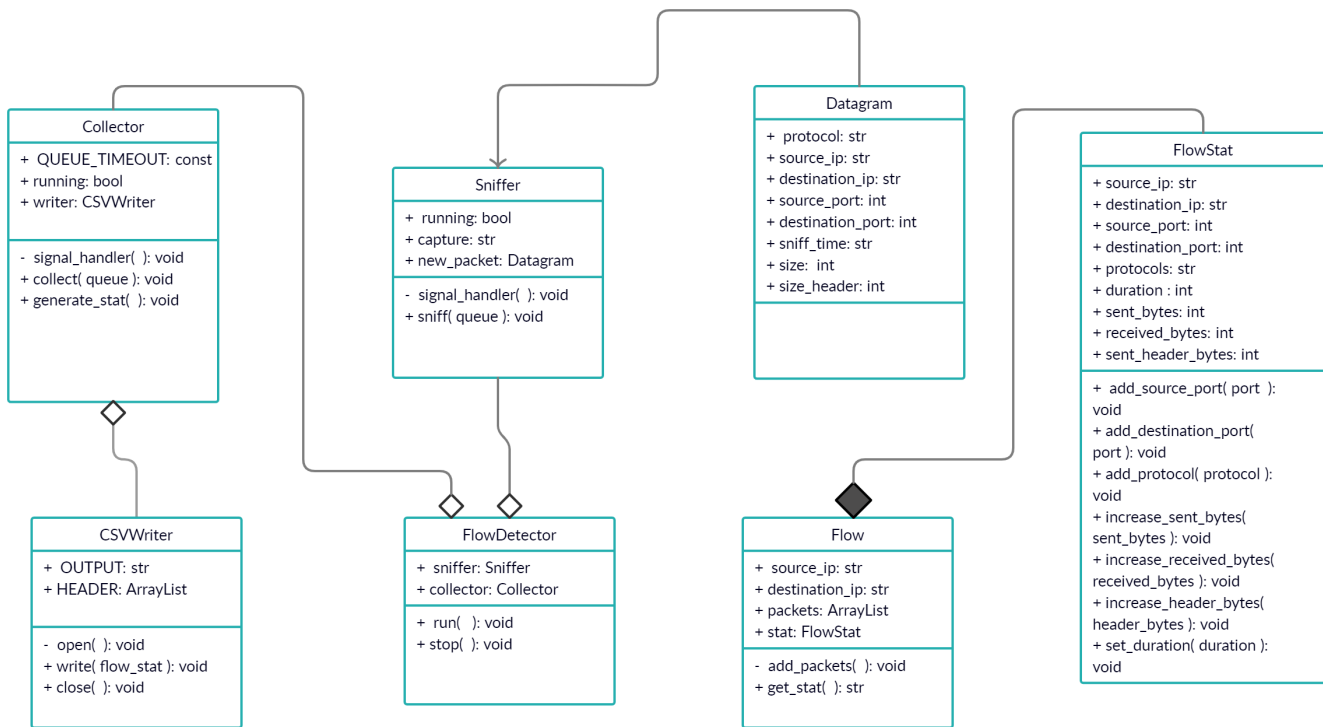 Collector
+ QUEUE_TIMEOUT: const
+ running: bool
+ writer: CSVWriter
- signal_handler( ): void
+ collect( queue ): void
+ generate_stat( ): void
Sniffer
+ running: bool
+ capture: str
+ new_packet: Datagram
- signal_handler( ): void
+ sniff( queue ): void
Datagram
+ protocol: str
+ source_ip: str
+ destination_ip: str
+ source_port: int
+ destination_port: int
+ sniff_time: str
+ size: int
+ size_header: int
FlowStat
+ source_ip: str
+ destination_ip: str
+ source_port: int
+ destination_port: int
+ protocols: str
+ duration : int
+ sent_bytes: int
+ received_bytes: int
+ sent_header_bytes: int
+ add_source_port( port ):
void
+ add_destination_port(
port ): void
+ add_protocol( protocol ):
void
+ increase_sent_bytes(
sent_bytes ): void
+ increase_received_bytes(
received_bytes ): void
+ increase_header_bytes(
header_bytes ): void
+ set_duration( duration ):
void
CSVWriter
+ OUTPUT: str
+ HEADER: ArrayList
- open( ): void
+ write( flow_stat ): void
+ close( ): void
FlowDetector
+ sniffer: Sniffer
+ collector: Collector
+ run( ): void
+ stop( ): void
Flow
+ source_ip: str
+ destination_ip: str
+ packets: ArrayList
+ stat: FlowStat
- add_packets( ): void
+ get_stat( ): str